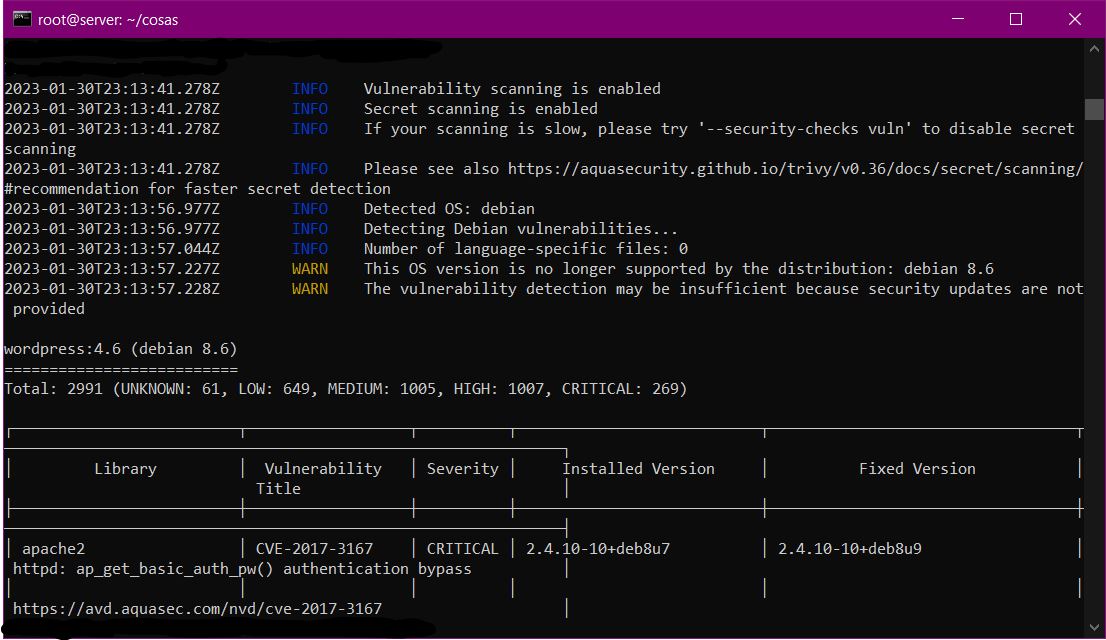 root@server: ~/cosas
2023-01-30T23:13:41.278Z INFO Vulnerability scanning is enabled
2023-01-30T23:13:41.278Z INFO Secret scanning is enabled
2023-01-30T23:13:41.278Z INFO If your scanning is slow, please try '--security-checks vuln' to disable secret
scanning
2023-01-30T23:13:41.278Z INFO Please see also https://aquasecurity.github.io/trivy/v0.36/docs/secret/scanning/
#recommendation for faster secret detection
2023-01-30T23:13:56.977Z INFO Detected OS: debian
2023-01-30T23:13:56.977Z INFO Detecting Debian vulnerabilities...
2023-01-30T23:13:57.044Z INFO Number of language-specific files: 0
2023-01-30T23:13:57.227Z WARN This OS version is no longer supported by the distribution: debian 8.6
2023-01-30T23:13:57.228Z WARN The vulnerability detection may be insufficient because security updates are not
provided
wordpress:4.6 (debian 8.6)
==========================
Total: 2991 (UNKNOWN: 61, LOW: 649, MEDIUM: 1005, HIGH: 1007, CRITICAL: 269)
Library Vulnerability Severity Installed Version Fixed Version
Title
apache2 CVE-2017-3167 CRITICAL 2.4.10-10+deb8u7 2.4.10-10+deb8u9
httpd: ap_get_basic_auth_pw() authentication bypass
https://avd.aquasec.com/nvd/cve-2017-3167